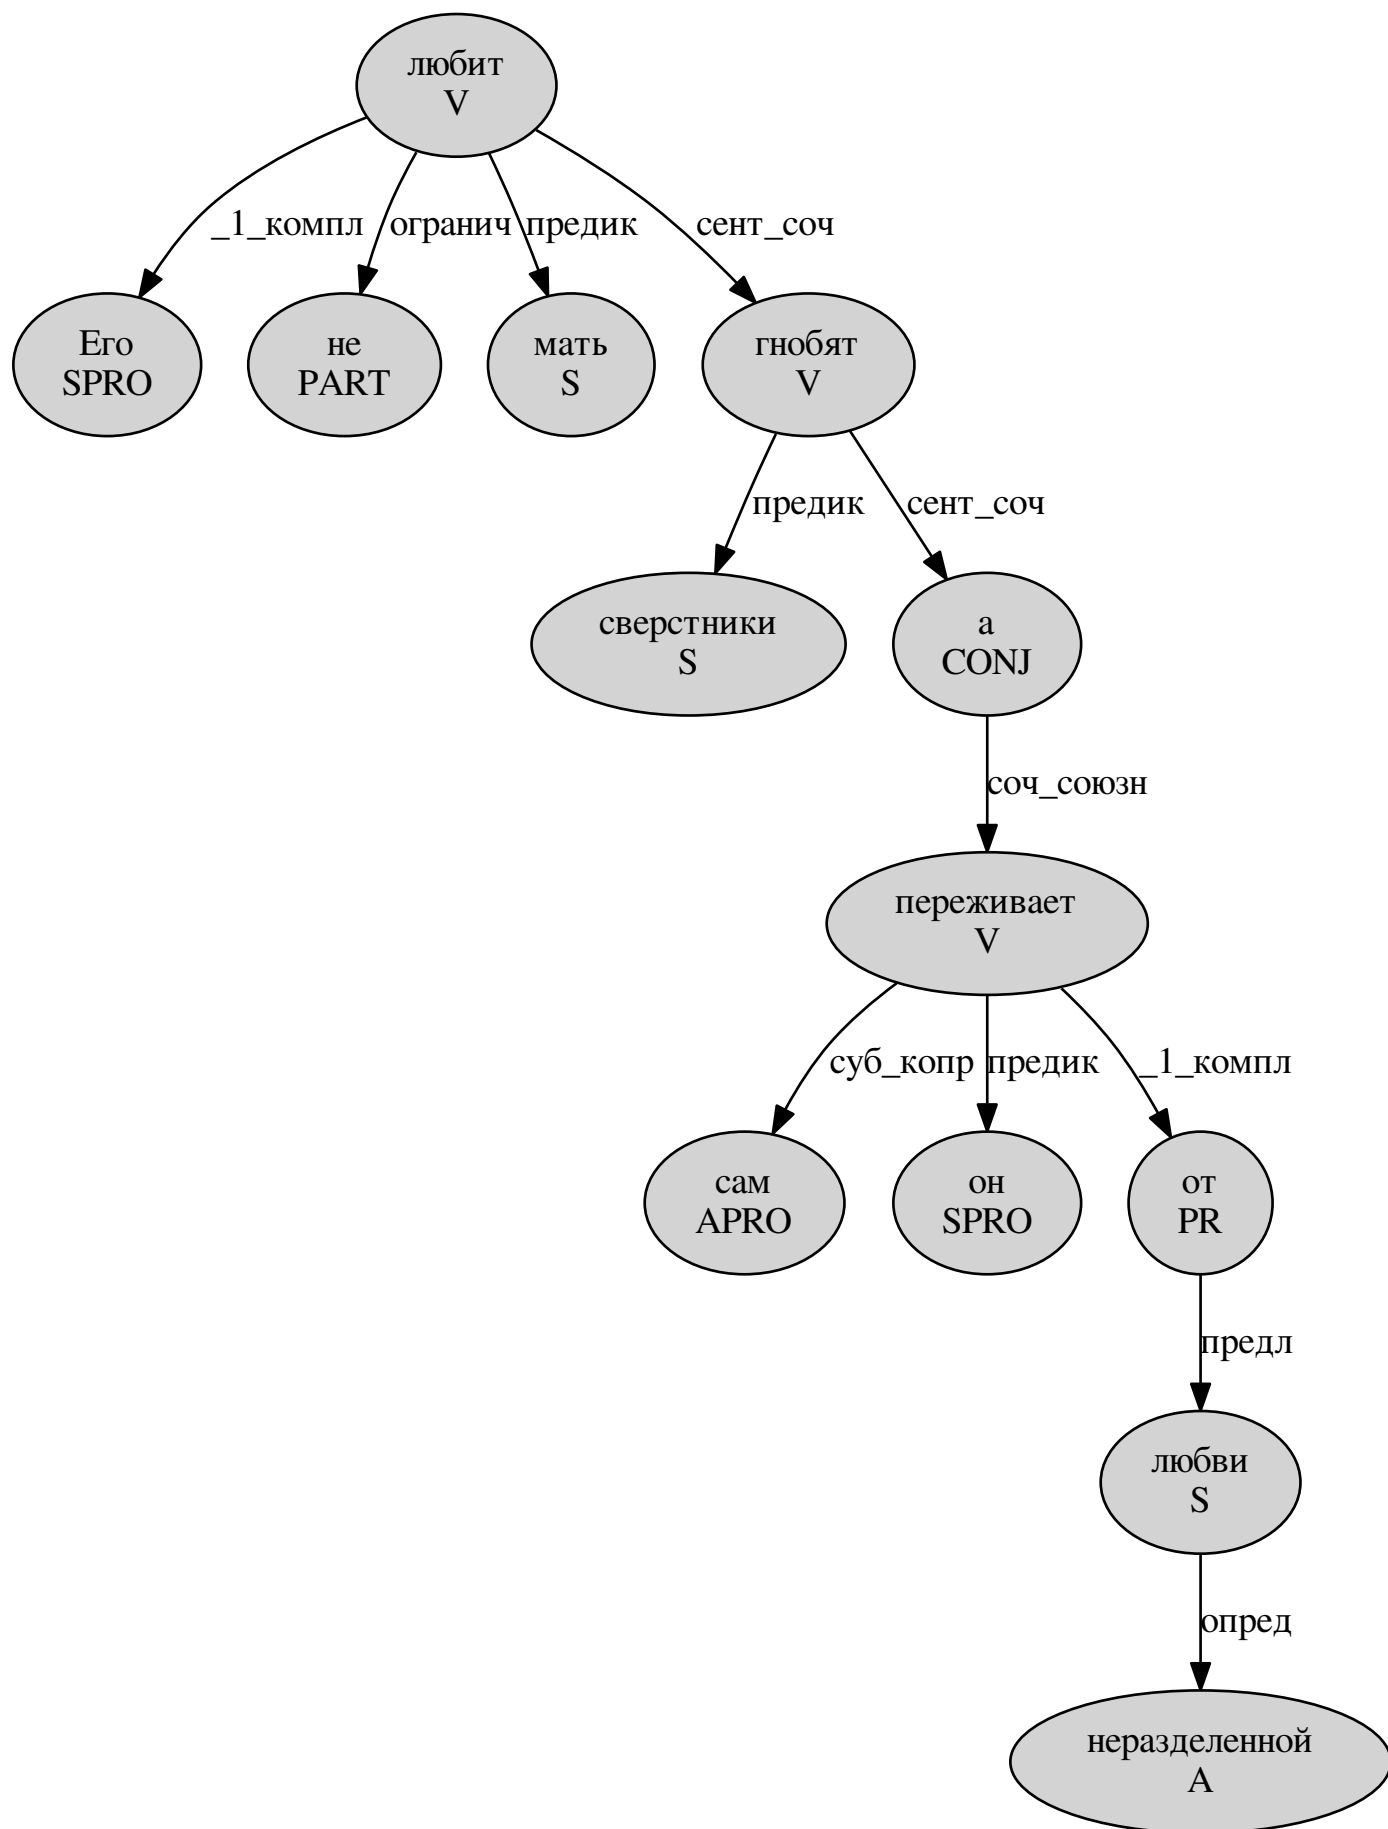 любит
V
_1_компл огранич предик сент_соч
Его
SPRO
не
PART
мать
S
гнобят
V
предик сент_соч
сверстники
S
а
CONJ
соч_союзн
переживает
V
суб_копр предик _1_компл
сам
APRO
он
SPRO
от
PR
предл
любви
S
опред
неразделенной
A